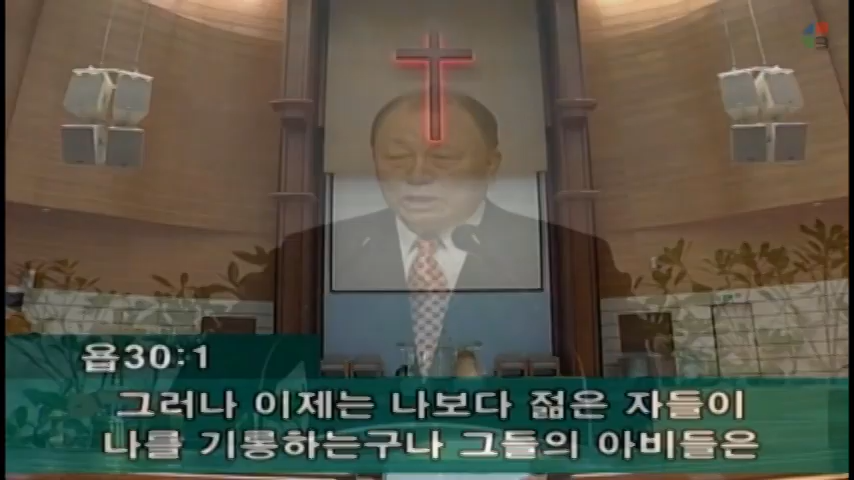 욥30:1
그러나 이제는 나보다 젊은 자들이
나를 기롱하는구나 그들의 아비들은